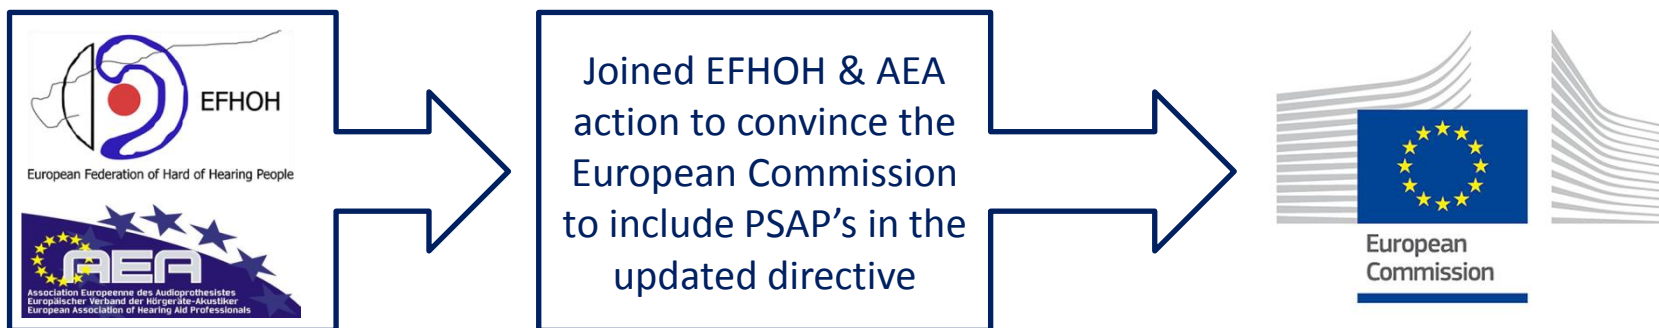 EFHOH
European Federation of Hard of Hearing People
AEA
Association Europeenne des Audioprothesistes
Europäischer Verband der Hörgeräte-Akustiker
European Association of Hearing Aid Professionals
Joined EFHOH & AEA
action to convince the
European Commission
to include PSAP’s in the
updated directive
European
Commission